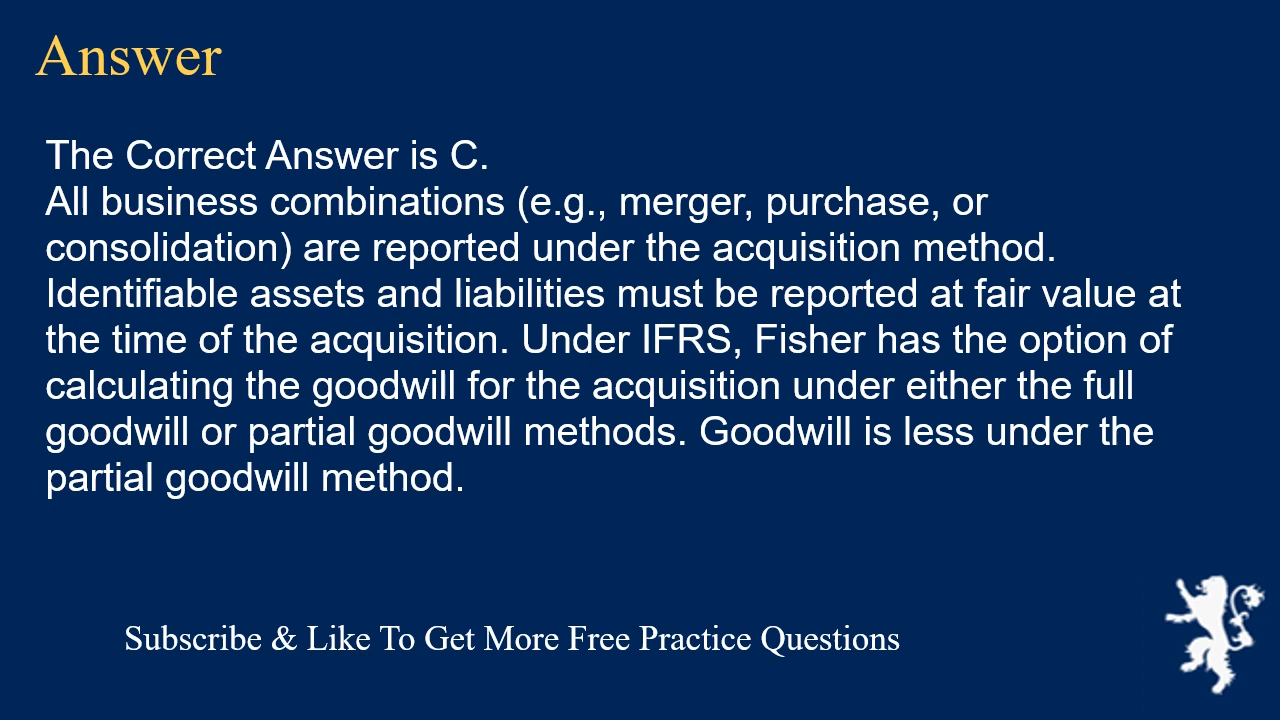 Answer
The Correct Answer is C.
All business combinations (e.g., merger, purchase, or
consolidation) are reported under the acquisition method.
Identifiable assets and liabilities must be reported at fair value at
the time of the acquisition. Under IFRS, Fisher has the option of
calculating the goodwill for the acquisition under either the full
goodwill or partial goodwill methods. Goodwill is less under the
partial goodwill method.
Subscribe & Like To Get More Free Practice Questions